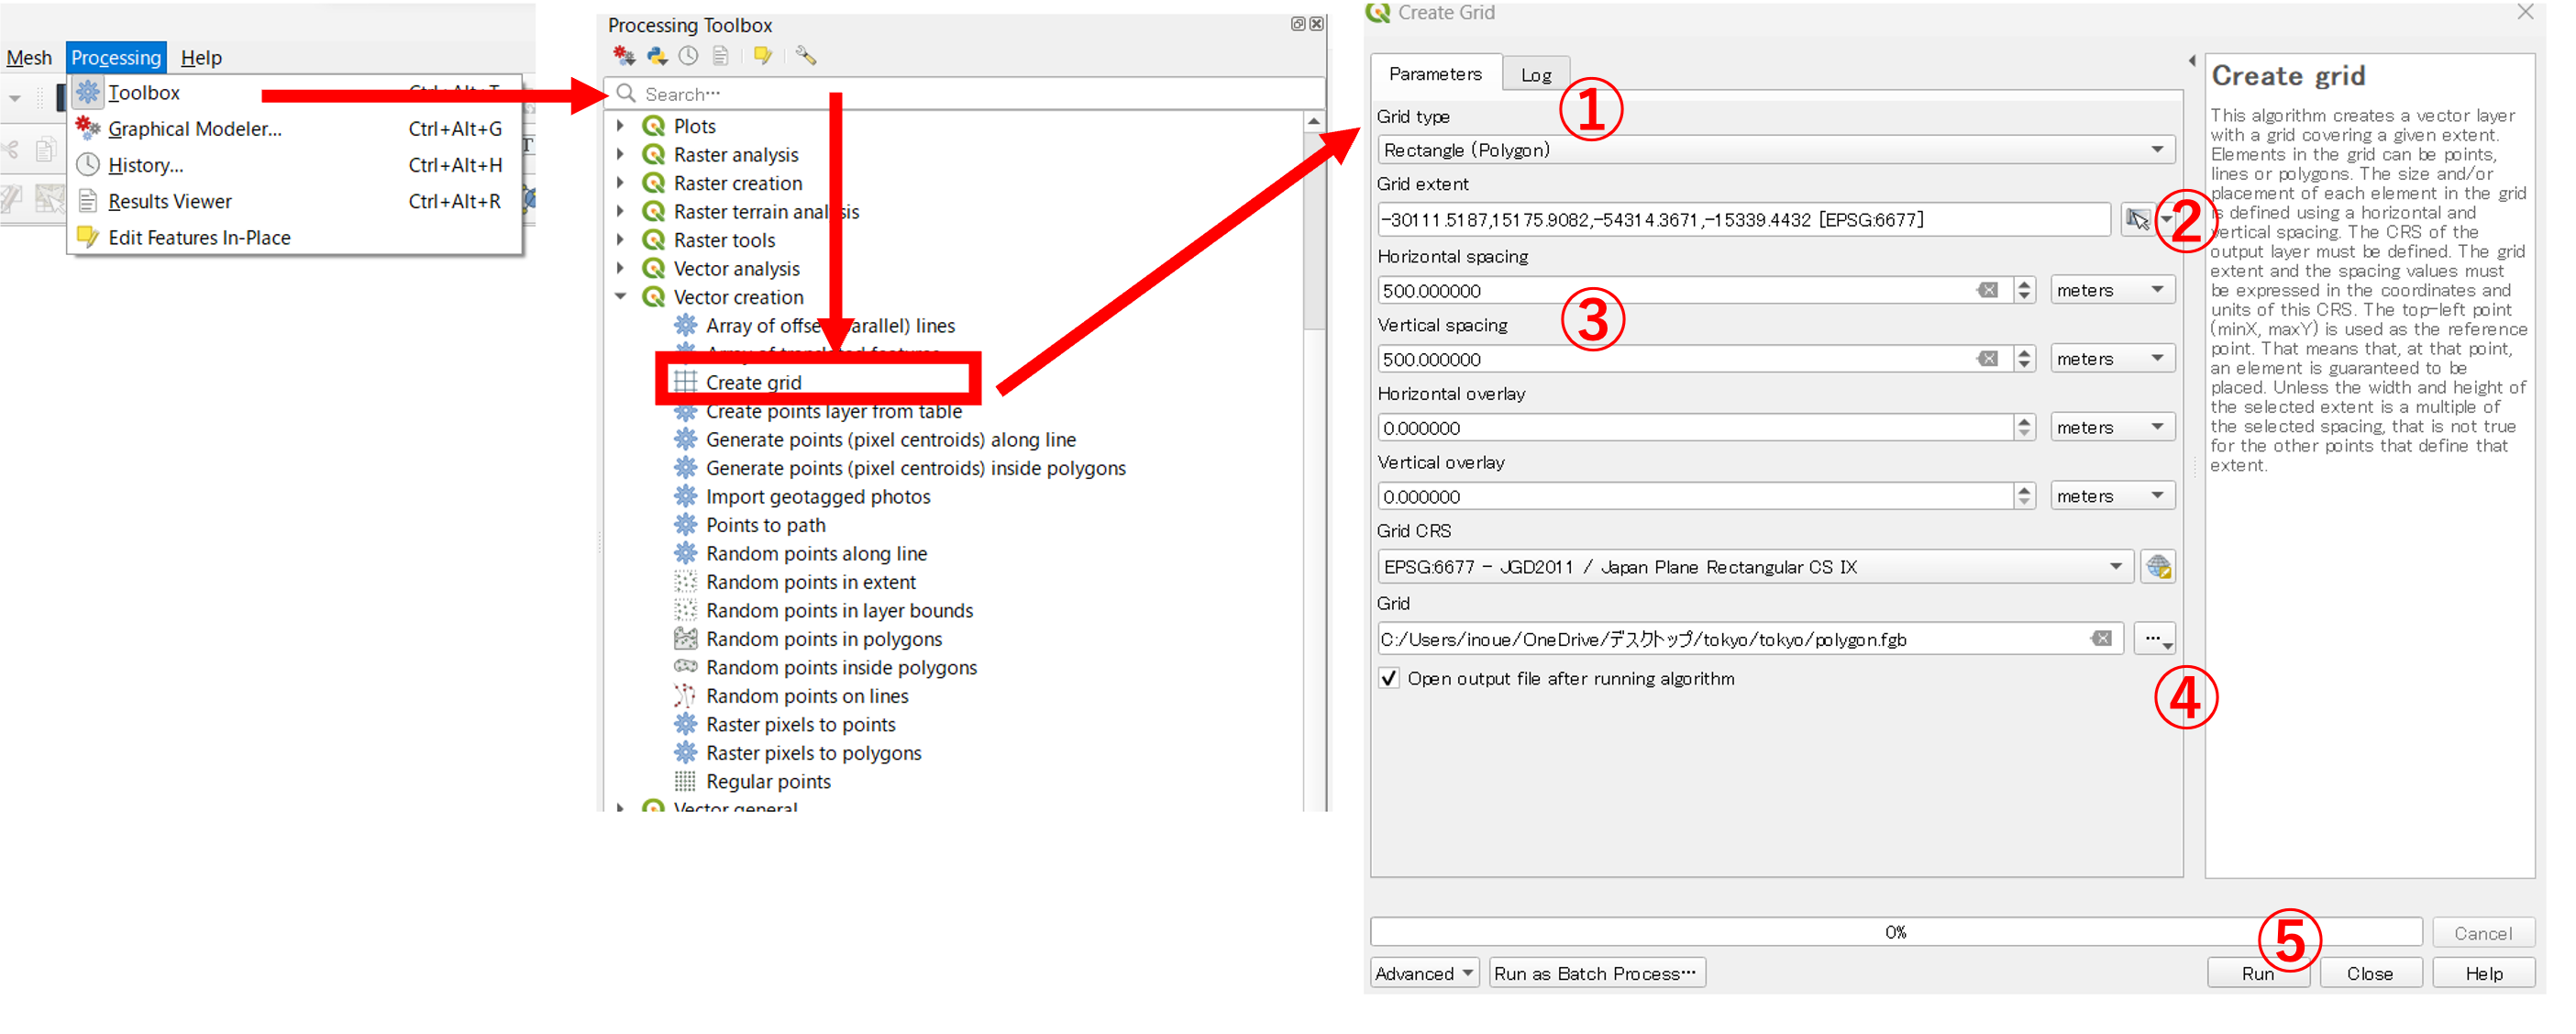 Mesh Processing Help
Toolbox
Graphical Modeler... Ctrl+Alt+G
History... Ctrl+Alt+H
Results Viewer Ctrl+Alt+R
Edit Features In-Place
Processing Toolbox
Search…
Plots
Raster analysis
Raster creation
Raster terrain analysis
Raster tools
Vector analysis
Vector creation
Array of offset (parallel) lines
Create grid
Create points layer from table
Generate points (pixel centroids) along line
Generate points (pixel centroids) inside polygons
Import geotagged photos
Points to path
Random points along line
Random points in extent
Random points in layer bounds
Random points in polygons
Random points inside polygons
Random points on lines
Raster pixels to points
Raster pixels to polygons
Regular points
Vector general
Create Grid
Parameters Log
①
Grid type
Rectangle (Polygon)
Grid extent
-30111.5187,15175.9082,-54314.3671,-15339.4432 [EPSG:6677]
②
Horizontal spacing
500.000000 meters
③
Vertical spacing
500.000000 meters
Horizontal overlay
0.000000 meters
Vertical overlay
0.000000 meters
Grid CRS
EPSG:6677 - JGD2011 / Japan Plane Rectangular CS IX
Grid
C:/Users/inoue/OneDrive/デスクトップ/tokyo/tokyo/polygon.fgb …
④
Open output file after running algorithm
0% Cancel
⑤
Advanced Run as Batch Process… Run Close Help
Create grid
This algorithm creates a vector layer
with a grid covering a given extent.
Elements in the grid can be points,
lines or polygons. The size and/or
placement of each element in the grid
is defined using a horizontal and
vertical spacing. The CRS of the
output layer must be defined. The grid
extent and the spacing values must
be expressed in the coordinates and
units of this CRS. The top-left point
(minX, maxY) is used as the reference
point. That means that, at that point,
an element is guaranteed to be
placed. Unless the width and height of
the selected extent is a multiple of
the selected spacing, that is not true
for the other points that define that
extent.